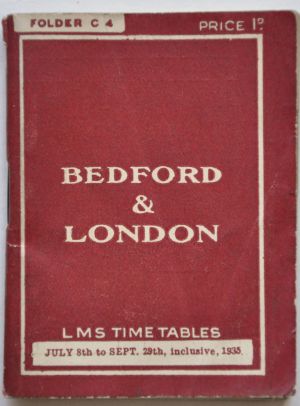 FOLDER C 4
PRICE 1D.
BEDFORD
&
LONDON
LMS TIME TABLES
JULY 8th to SEPT. 29th, inclusive, 1935